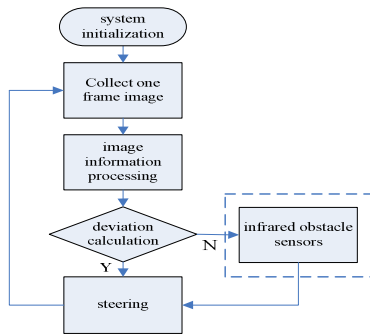 system
initialization
Collect one
frame image
image
information
processing
deviation
calculation
N
infrared obstacle
sensors
Y
steering